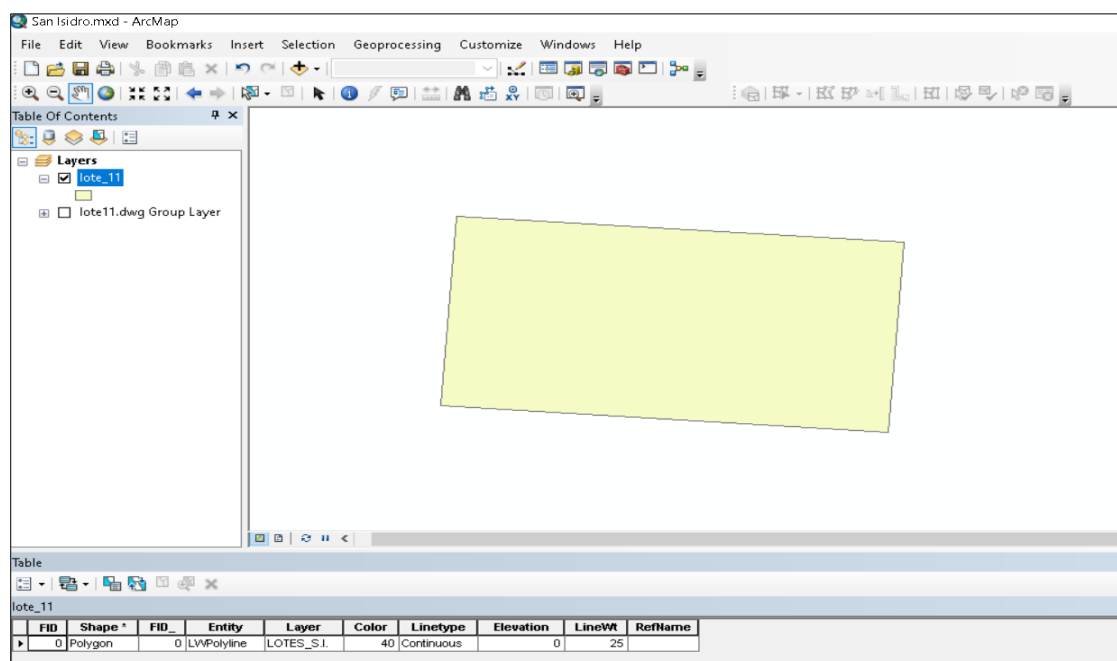 San Isidro.mxd - ArcMap
File Edit View Bookmarks Insert Selection Geoprocessing Customize Windows Help
Table Of Contents
Layers
lote_11
lote11.dwg Group Layer
Table
lote_11
FID Shape * FID_ Entity Layer Color Linetype Elevation LineWt RefName
0 Polygon 0 LWPolyline LOTES_S.I. 40 Continuous 0 25